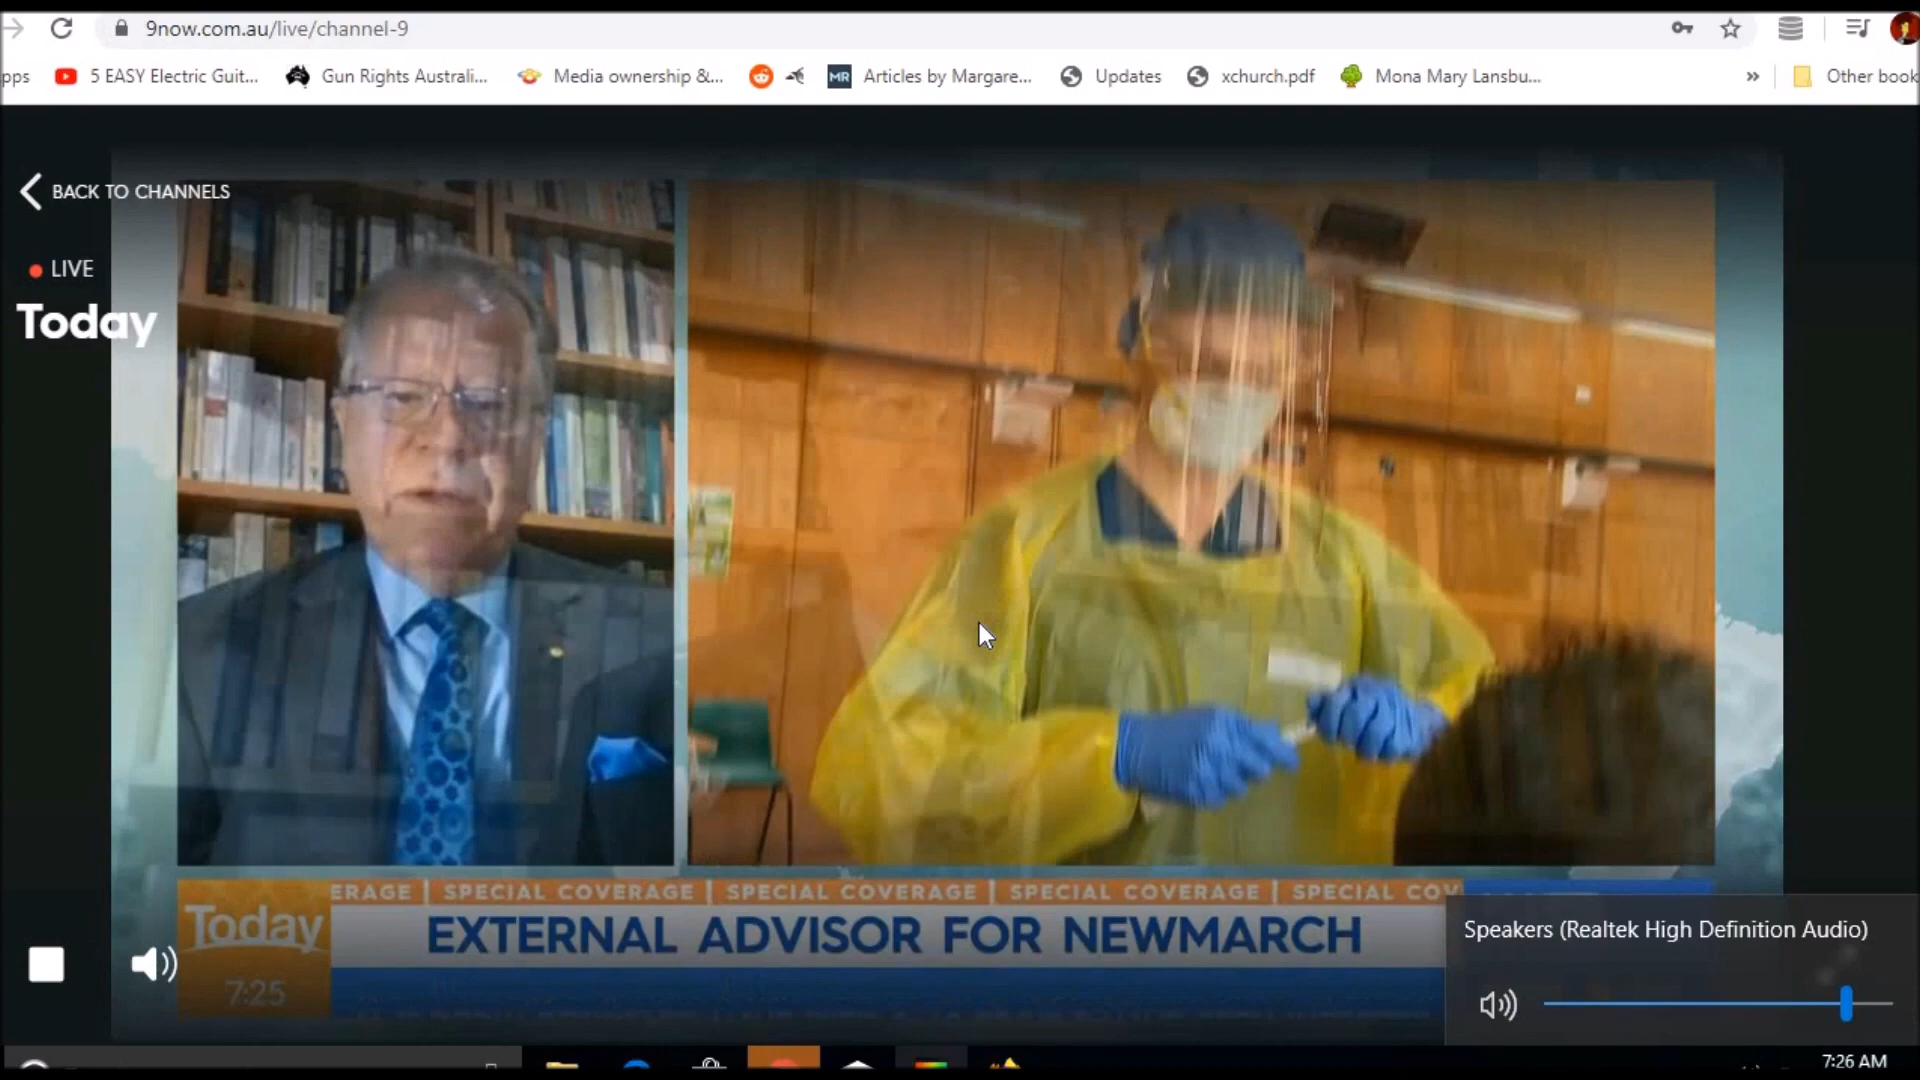 9now.com.au/live/channel-9
pps 5 EASY Electric Guit... Gun Rights Australi... Media ownership &... MR Articles by Margare... Updates xchurch.pdf Mona Mary Lansbu... » Other book
BACK TO CHANNELS
LIVE
Today
ERAGE | SPECIAL COVERAGE | SPECIAL COVERAGE | SPECIAL COVERAGE | SPECIAL COV
Today
EXTERNAL ADVISOR FOR NEWMARCH
7:25
Speakers (Realtek High Definition Audio)
7:26 AM